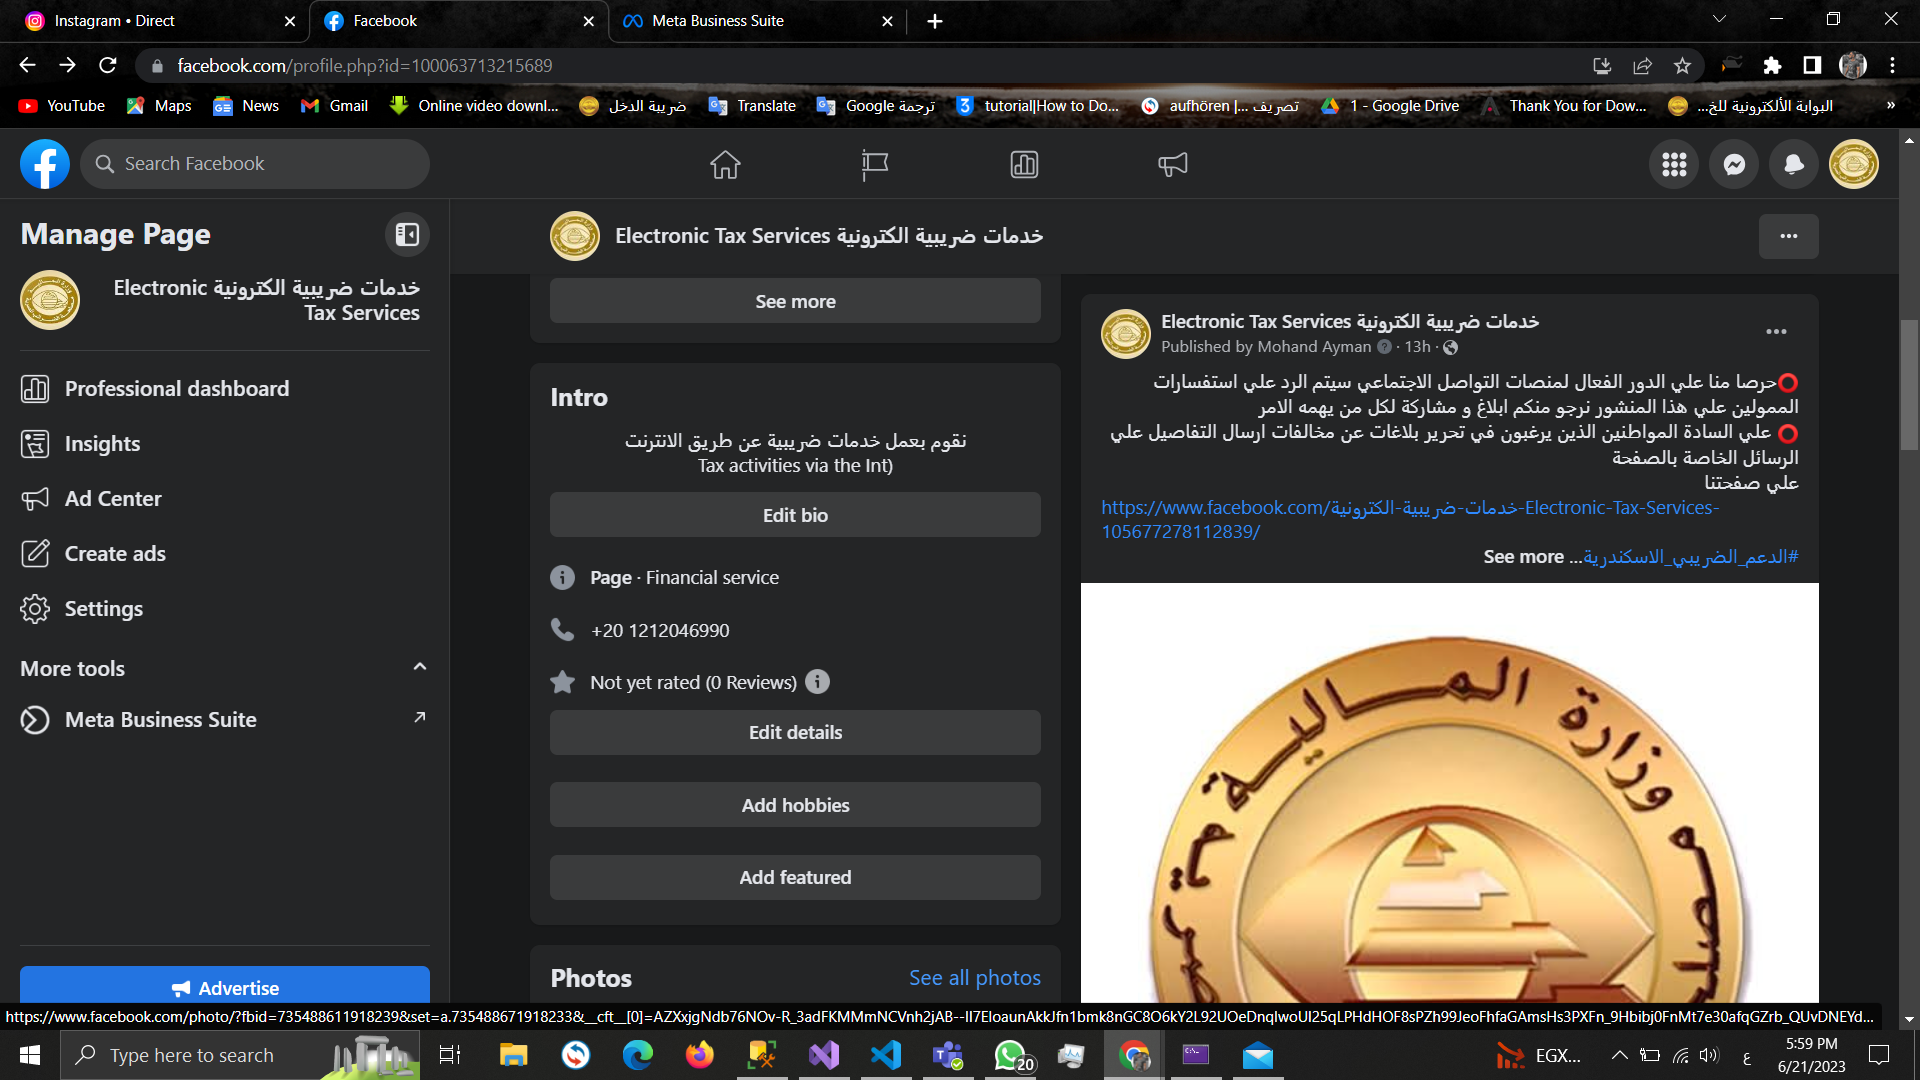 Instagram • Direct
Facebook
Meta Business Suite
facebook.com/profile.php?id=100063713215689
YouTube
Maps
News
Gmail
Online video downl...
ضريبة الدخل
Translate
ترجمة Google
tutorial|How to Do...
تصريف ...| aufhören
1 - Google Drive
Thank You for Dow...
البوابة الألكترونية للخ...
»
Search Facebook
Manage Page
خدمات ضريبية الكترونية Electronic
Tax Services
Professional dashboard
Insights
Ad Center
Create ads
Settings
More tools
Meta Business Suite
Advertise
Electronic Tax Services خدمات ضريبية الكترونية
See more
Intro
نقوم بعمل خدمات ضريبية عن طريق الانترنت
Tax activities via the Int)
Edit bio
Page · Financial service
+20 1212046990
Not yet rated (0 Reviews)
Edit details
Add hobbies
Add featured
Photos
See all photos
Electronic Tax Services خدمات ضريبية الكترونية
Published by Mohand Ayman · 13h ·
⭕حرصا منا علي الدور الفعال لمنصات التواصل الاجتماعي سيتم الرد علي استفسارات
الممولين علي هذا المنشور نرجو منكم ابلاغ و مشاركة لكل من يهمه الامر
⭕ علي السادة المواطنين الذين يرغبون في تحرير بلاغات عن مخالفات ارسال التفاصيل علي
الرسائل الخاصة بالصفحة
علي صفحتنا
https://www.facebook.com/خدمات-ضريبية-الكترونية-Electronic-Tax-Services-
105677278112839/
#الدعم_الضريبي_الاسكندرية... See more
وزارة المالية
https://www.facebook.com/photo/?fbid=735488611918239&set=a.735488671918233&__cft__[0]=
Type here to search
20
EGX...
ع
5:59 PM
6/21/2023